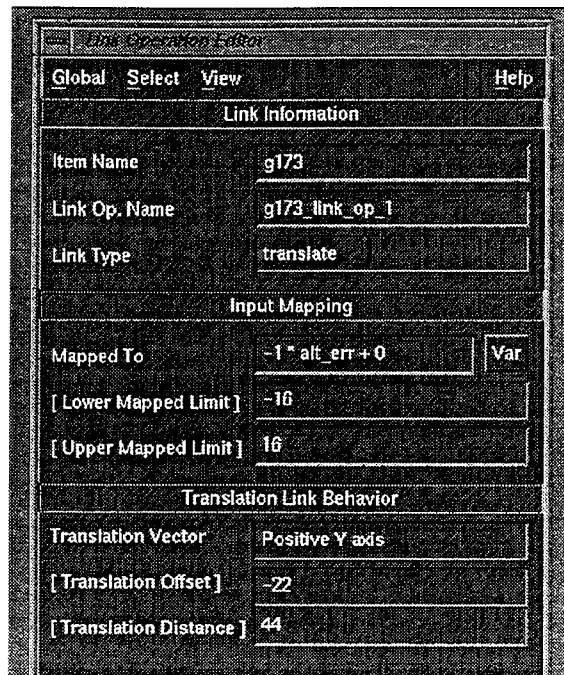 Link Operation Editor
Global Select View Help
Link Information
Item Name g173
Link Op. Name g173_link_op_1
Link Type translate
Input Mapping
Mapped To -1 * alt_err + 0 Var
[ Lower Mapped Limit ] -16
[ Upper Mapped Limit ] 16
Translation Link Behavior
Translation Vector Positive Y axis
[ Translation Offset ] -22
[ Translation Distance ] 44